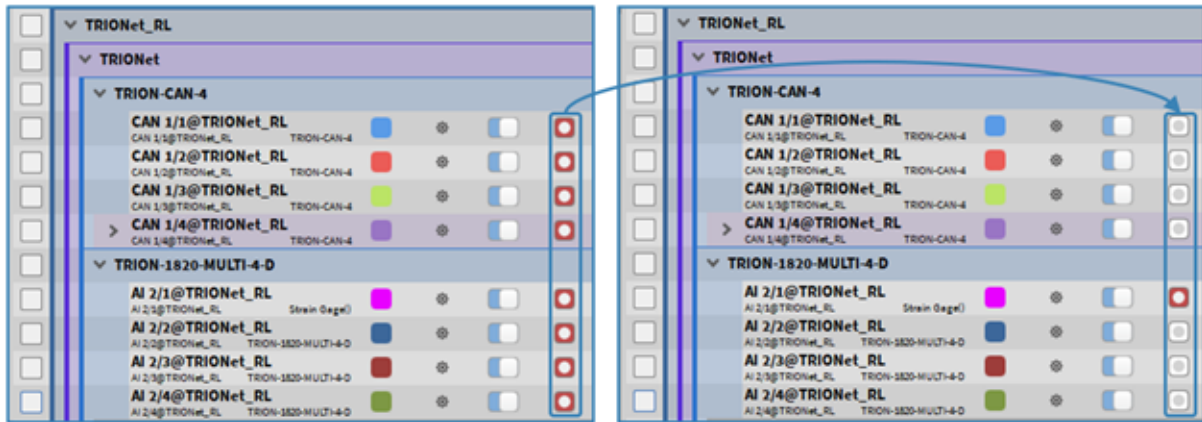 TRIONet_RL
TRIONet
TRION-CAN-4
CAN 1/1@TRIONet_RL
CAN 1/1@TRIONet_RL TRION-CAN-4
CAN 1/2@TRIONet_RL
CAN 1/2@TRIONet_RL TRION-CAN-4
CAN 1/3@TRIONet_RL
CAN 1/3@TRIONet_RL TRION-CAN-4
CAN 1/4@TRIONet_RL
CAN 1/4@TRIONet_RL TRION-CAN-4
TRION-1820-MULTI-4-D
AI 2/1@TRIONet_RL
AI 2/1@TRIONet_RL Strain Gage()
AI 2/2@TRIONet_RL
AI 2/2@TRIONet_RL TRION-1820-MULTI-4-D
AI 2/3@TRIONet_RL
AI 2/3@TRIONet_RL TRION-1820-MULTI-4-D
AI 2/4@TRIONet_RL
AI 2/4@TRIONet_RL TRION-1820-MULTI-4-D
TRIONet_RL
TRIONet
TRION-CAN-4
CAN 1/1@TRIONet_RL
CAN 1/1@TRIONet_RL TRION-CAN-4
CAN 1/2@TRIONet_RL
CAN 1/2@TRIONet_RL TRION-CAN-4
CAN 1/3@TRIONet_RL
CAN 1/3@TRIONet_RL TRION-CAN-4
CAN 1/4@TRIONet_RL
CAN 1/4@TRIONet_RL TRION-CAN-4
TRION-1820-MULTI-4-D
AI 2/1@TRIONet_RL
AI 2/1@TRIONet_RL Strain Gage()
AI 2/2@TRIONet_RL
AI 2/2@TRIONet_RL TRION-1820-MULTI-4-D
AI 2/3@TRIONet_RL
AI 2/3@TRIONet_RL TRION-1820-MULTI-4-D
AI 2/4@TRIONet_RL
AI 2/4@TRIONet_RL TRION-1820-MULTI-4-D